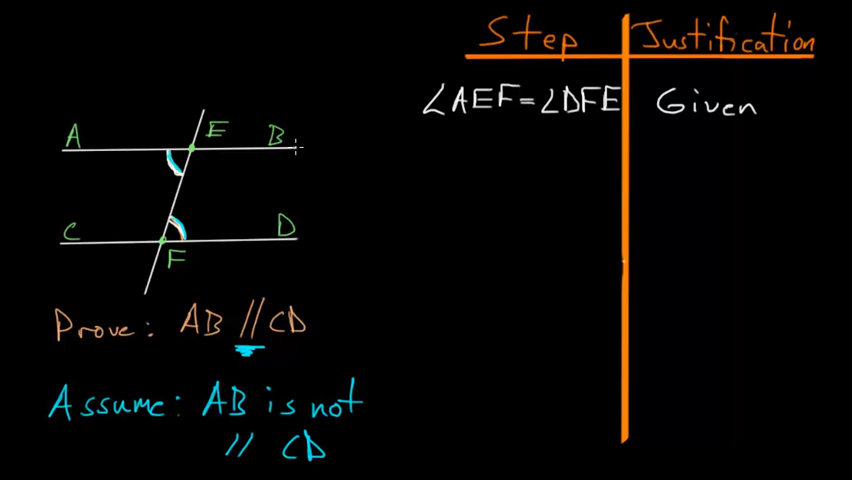 Step Justification
∠AEF=∠DFE Given
A E B
C D
F
Prove: AB // CD
Assume: AB is not
// CD